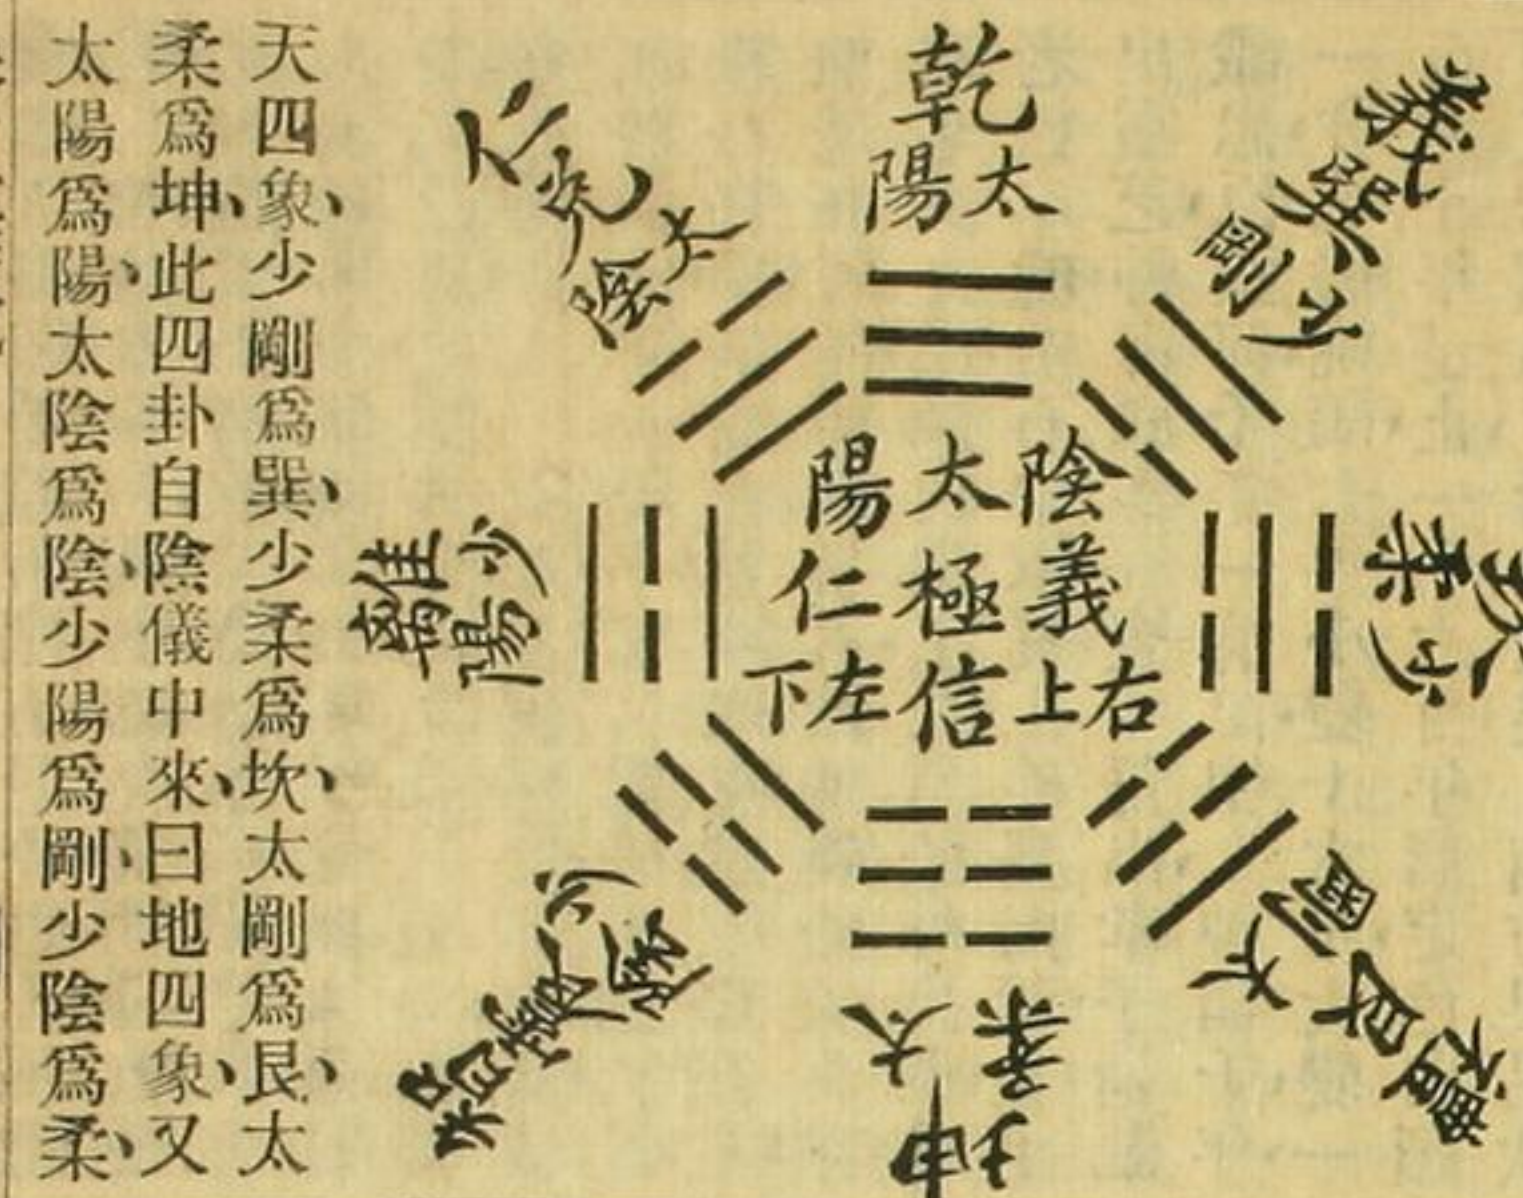 乾
太陽
義
巽
少剛
坎
少柔
禮
艮
太剛
坤
太柔
智
震
少陰
離
少陽
仁
兌
太陰
陰義右上
太極信
陽仁左下
天四象、少剛爲巽、少柔爲坎、太剛爲艮、太
柔爲坤、此四卦自陰儀中來、曰地四象、又
太陽爲陽、太陰爲陰、少陽爲剛、少陰爲柔、